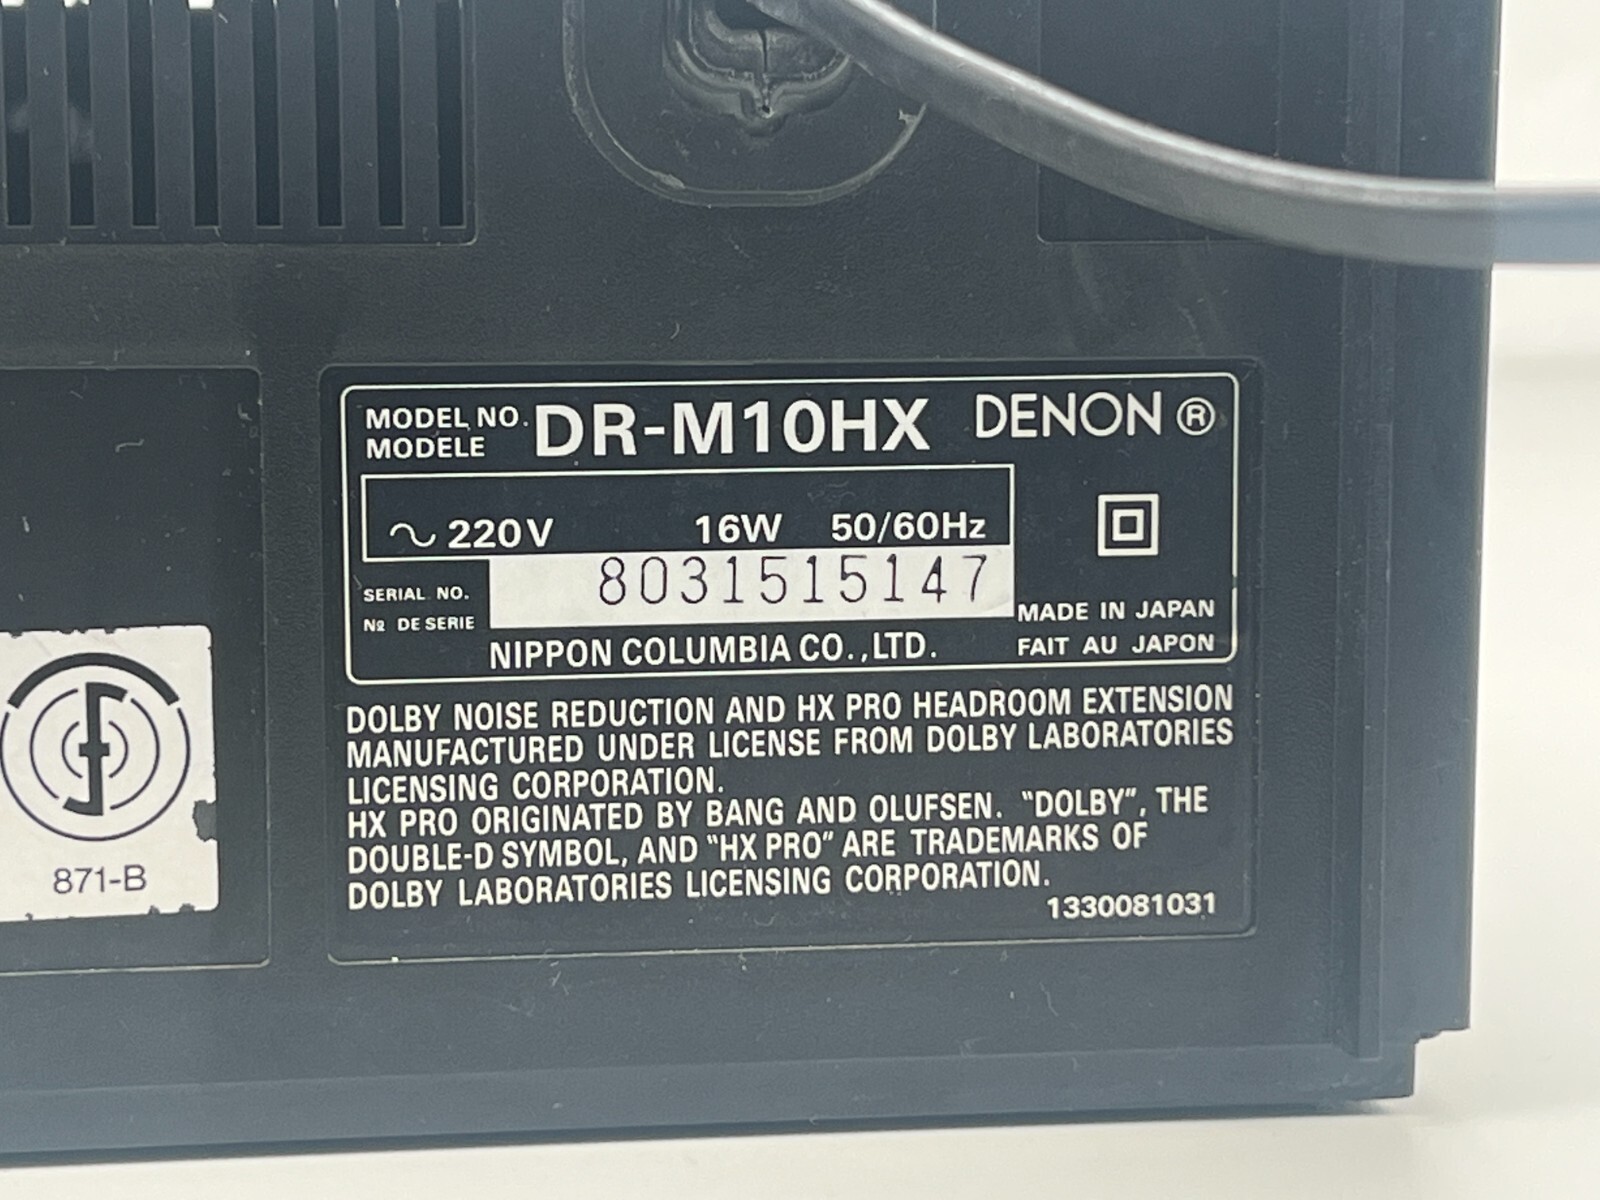 MODEL NO. DR-M10HX DENON ®
MODELE
~ 220V 16W 50/60Hz
SERIAL NO. 8031515147
№ DE SERIE
MADE IN JAPAN
NIPPON COLUMBIA CO.,LTD. FAIT AU JAPON
DOLBY NOISE REDUCTION AND HX PRO HEADROOM EXTENSION
MANUFACTURED UNDER LICENSE FROM DOLBY LABORATORIES
LICENSING CORPORATION.
HX PRO ORIGINATED BY BANG AND OLUFSEN. "DOLBY", THE
DOUBLE-D SYMBOL, AND "HX PRO" ARE TRADEMARKS OF
DOLBY LABORATORIES LICENSING CORPORATION.
1330081031
871-B